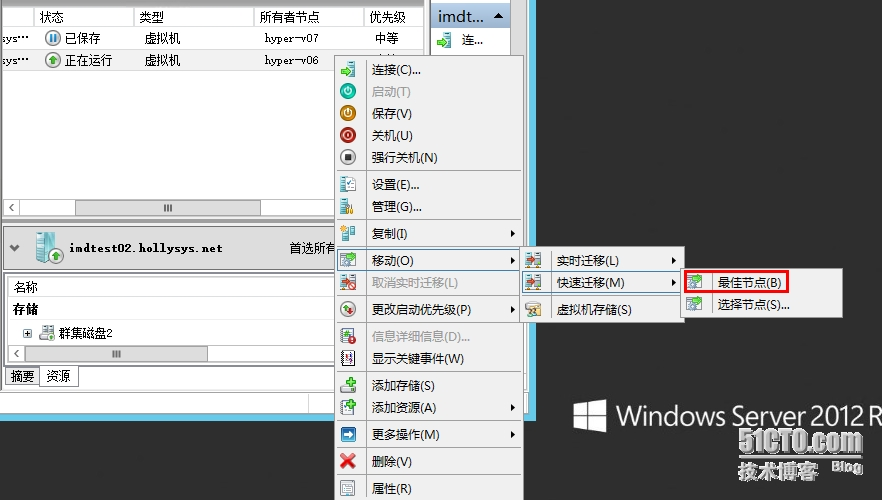 状态 类型 所有者节点 优先级
sys… 已保存 虚拟机 hyper-v07 中等
sys… 正在运行 虚拟机 hyper-v06
imdt...
连...
连接(C)...
启动(T)
保存(V)
关机(U)
强行关机(N)
设置(E)...
管理(G)...
复制(I)
移动(O)
取消实时迁移(L)
更改启动优先级(P)
信息详细信息(D)...
显示关键事件(W)
添加存储(S)
添加资源(A)
更多操作(M)
删除(V)
属性(R)
实时迁移(L)
快速迁移(M)
虚拟机存储(S)
最佳节点(B)
选择节点(S)...
imdtest02.hollysys.net 首选所有
名称
存储
群集磁盘2
摘要 资源
Windows Server 2012 R
51CTO.com
技术博客 Blog